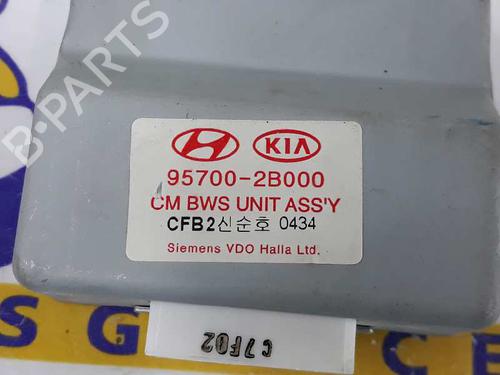 B-PARTS
KIA
95700-2B000
CM BWS UNIT ASS'Y
CFB2신순호 0434
Siemens VDO Halla Ltd.
C7F02
S G
C E